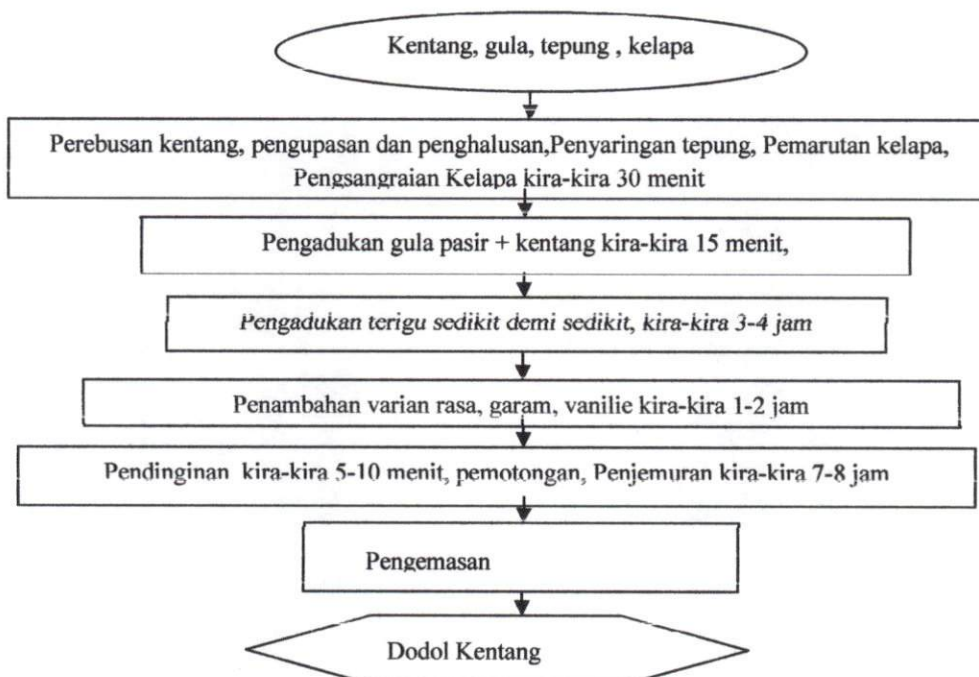 Kentang, gula, tepung , kelapa
Perebusan kentang, pengupasan dan penghalusan,Penyaringan tepung, Pemarutan kelapa,
Pengsangraian Kelapa kira-kira 30 menit
Pengadukan gula pasir + kentang kira-kira 15 menit,
Pengadukan terigu sedikit demi sedikit, kira-kira 3-4 jam
Penambahan varian rasa, garam, vanilie kira-kira 1-2 jam
Pendinginan kira-kira 5-10 menit, pemotongan, Penjemuran kira-kira 7-8 jam
Pengemasan
Dodol Kentang